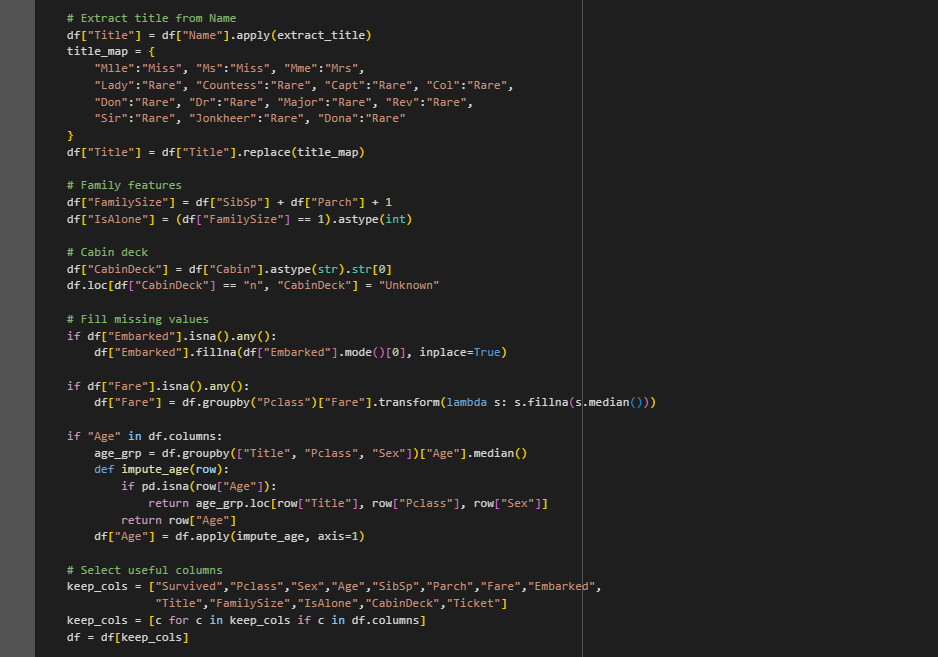 # Extract title from Name
df["Title"] = df["Name"].apply(extract_title)
title_map = {
    "Mlle":"Miss", "Ms":"Miss", "Mme":"Mrs",
    "Lady":"Rare", "Countess":"Rare", "Capt":"Rare", "Col":"Rare",
    "Don":"Rare", "Dr":"Rare", "Major":"Rare", "Rev":"Rare",
    "Sir":"Rare", "Jonkheer":"Rare", "Dona":"Rare"
}
df["Title"] = df["Title"].replace(title_map)

# Family features
df["FamilySize"] = df["SibSp"] + df["Parch"] + 1
df["IsAlone"] = (df["FamilySize"] == 1).astype(int)

# Cabin deck
df["CabinDeck"] = df["Cabin"].astype(str).str[0]
df.loc[df["CabinDeck"] == "n", "CabinDeck"] = "Unknown"

# Fill missing values
if df["Embarked"].isna().any():
    df["Embarked"].fillna(df["Embarked"].mode()[0], inplace=True)

if df["Fare"].isna().any():
    df["Fare"] = df.groupby("Pclass")["Fare"].transform(lambda s: s.fillna(s.median()))

if "Age" in df.columns:
    age_grp = df.groupby(["Title", "Pclass", "Sex"])["Age"].median()
    def impute_age(row):
        if pd.isna(row["Age"]):
            return age_grp.loc[row["Title"], row["Pclass"], row["Sex"]]
        return row["Age"]
    df["Age"] = df.apply(impute_age, axis=1)

# Select useful columns
keep_cols = ["Survived","Pclass","Sex","Age","SibSp","Parch","Fare","Embarked",
             "Title","FamilySize","IsAlone","CabinDeck","Ticket"]
keep_cols = [c for c in keep_cols if c in df.columns]
df = df[keep_cols]